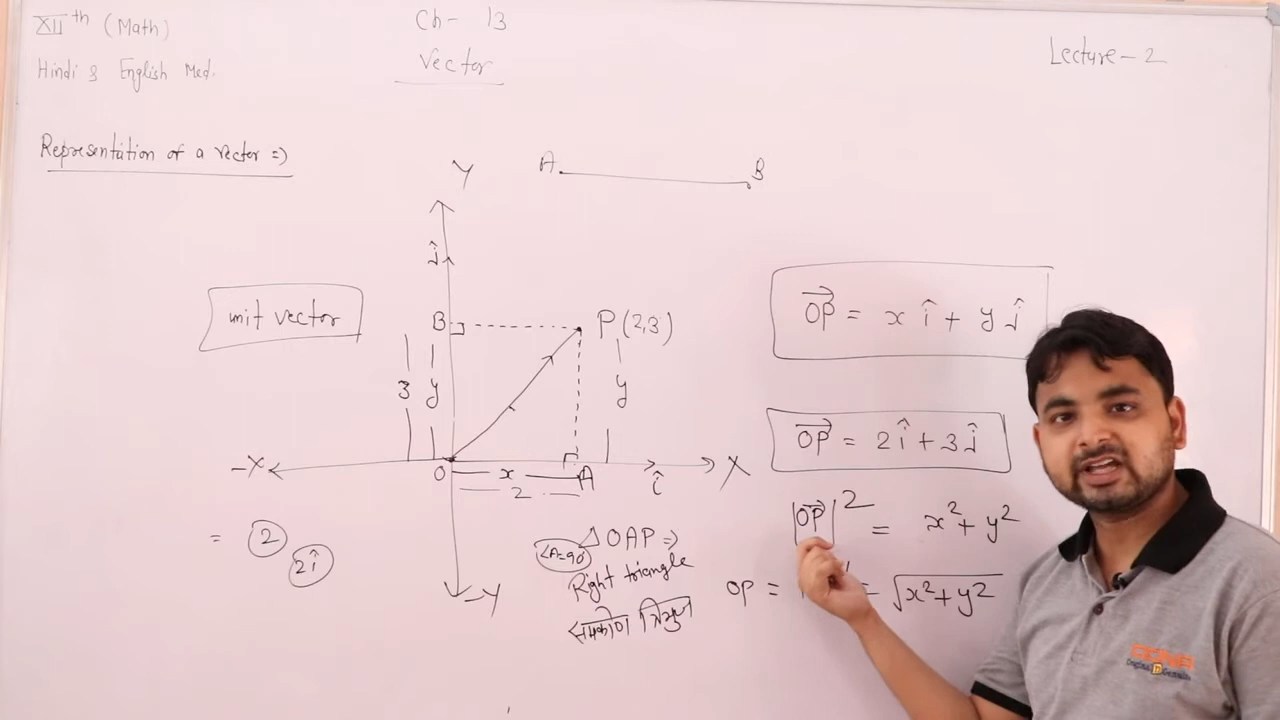 XII th (Math)
Hindi & English Med.
Ch- 13
Vector
Lecture-2
Representation of a vector =)
A B
Y
ĵ
unit vector
B
P(2,3)
3 y
y
-X
O
x
A
î
X
2
-Y
= 2
2î
∠A=90°
△OAP ⇒
Right triangle
समकोण त्रिभुज
OP→ = x î + y ĵ
OP→ = 2î + 3ĵ
|OP→|² = x² + y²
OP = = √x²+y²